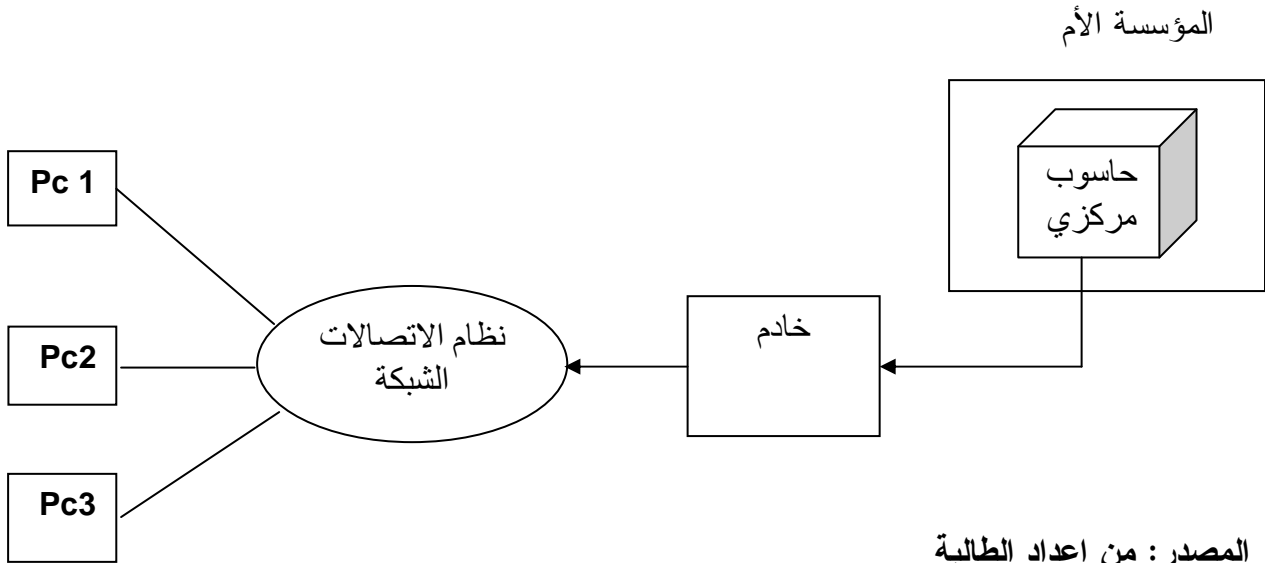 المؤسسة الأم
حاسوب
مركزي
خادم
نظام الاتصالات
الشبكة
Pc 1
Pc2
Pc3
المصدر: من اعداد الطالبة